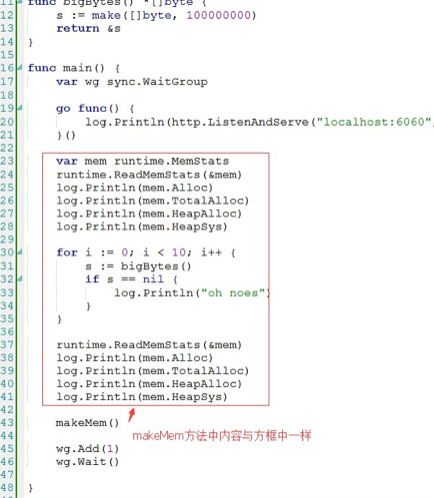 11 func bigBytes() *[]byte {
12 s := make([]byte, 100000000)
13 return &s
14 }
15
16 func main() {
17 var wg sync.WaitGroup
18
19 go func() {
20 log.Println(http.ListenAndServe("localhost:6060",
21 }()
22
23 var mem runtime.MemStats
24 runtime.ReadMemStats(&mem)
25 log.Println(mem.Alloc)
26 log.Println(mem.TotalAlloc)
27 log.Println(mem.HeapAlloc)
28 log.Println(mem.HeapSys)
29
30 for i := 0; i < 10; i++ {
31 s := bigBytes()
32 if s == nil {
33 log.Println("oh noes")
34 }
35 }
36
37 runtime.ReadMemStats(&mem)
38 log.Println(mem.Alloc)
39 log.Println(mem.TotalAlloc)
40 log.Println(mem.HeapAlloc)
41 log.Println(mem.HeapSys)
42
43 makeMem()
44 makeMem方法中内容与方框中一样
45 wg.Add(1)
46 wg.Wait()
47
48 }